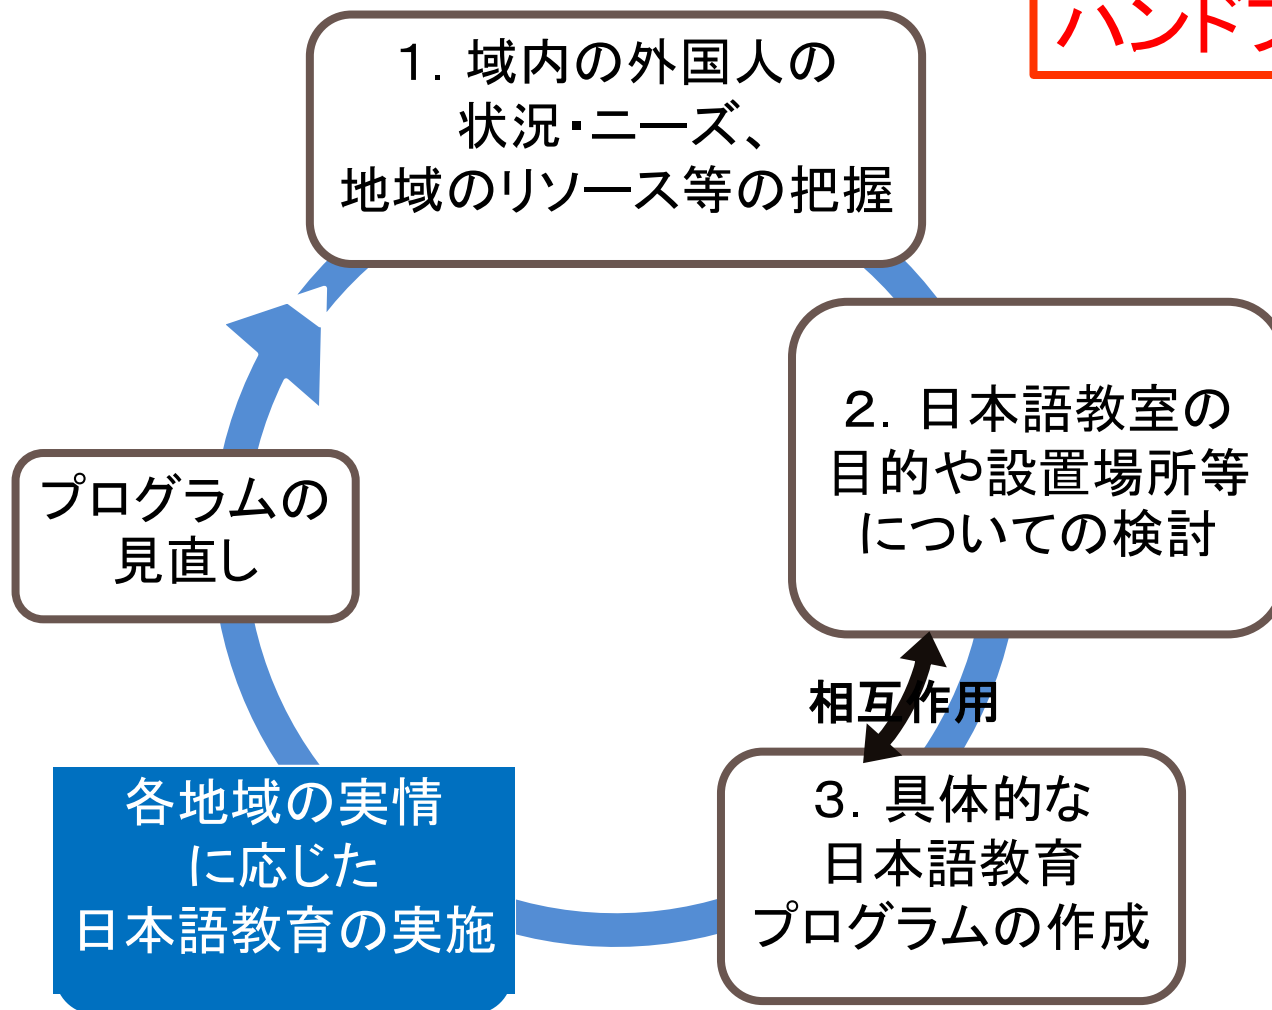 ハンドブ
1. 域内の外国人の
状況・ニーズ、
地域のリソース等の把握
2. 日本語教室の
目的や設置場所等
についての検討
プログラムの
見直し
相互作用
3. 具体的な
日本語教育
プログラムの作成
各地域の実情
に応じた
日本語教育の実施